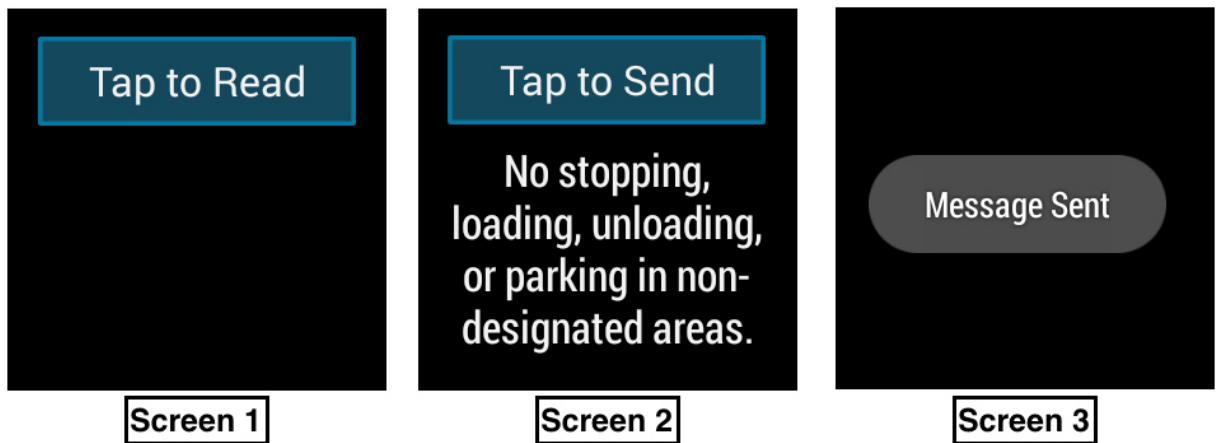 Tap to Read
Screen 1
Tap to Send
No stopping,
loading, unloading,
or parking in non-
designated areas.
Screen 2
Message Sent
Screen 3